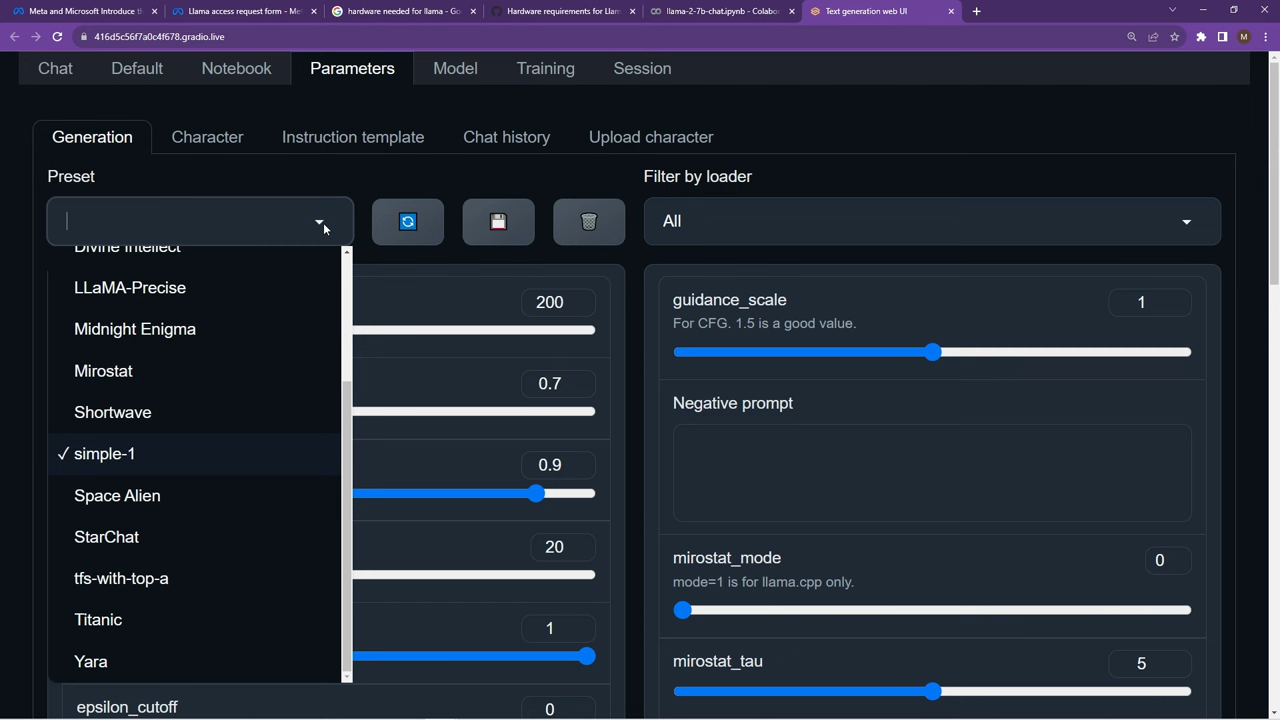 Meta and Microsoft Introduce th
Llama access request form - Met
hardware needed for llama - Go
Hardware requirements for Llam
llama-2-7b-chat.ipynb - Colabo
Text generation web UI
416d5c56f7a0c4f678.gradio.live
M
Chat
Default
Notebook
Parameters
Model
Training
Session
Generation
Character
Instruction template
Chat history
Upload character
Preset
Filter by loader
All
Divine Intellect
LLaMA-Precise
Midnight Enigma
Mirostat
Shortwave
✓ simple-1
Space Alien
StarChat
tfs-with-top-a
Titanic
Yara
200
0.7
0.9
20
1
epsilon_cutoff
0
guidance_scale
1
For CFG. 1.5 is a good value.
Negative prompt
mirostat_mode
0
mode=1 is for llama.cpp only.
mirostat_tau
5